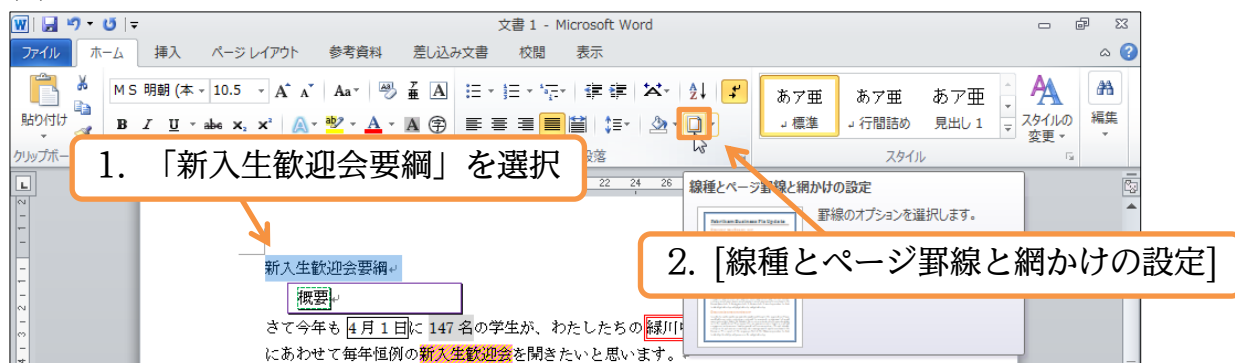 文書 1 - Microsoft Word
ファイル ホーム 挿入 ページ レイアウト 参考資料 差し込み文書 校閲 表示
貼り付け
ＭＳ 明朝 (本 10.5
あア亜 あア亜 あア亜
標準 行間詰め 見出し 1
スタイルの変更
編集
クリップボー
段落
スタイル
1. 「新入生歓迎会要綱」を選択
22 24 26
線種とページ罫線と網かけの設定
罫線のオプションを選択します。
2. [線種とページ罫線と網かけの設定]
新入生歓迎会要綱
概要
さて今年も 4 月 1 日に 147 名の学生が、わたしたちの緑川
にあわせて毎年恒例の新入生歓迎会を開きたいと思います。